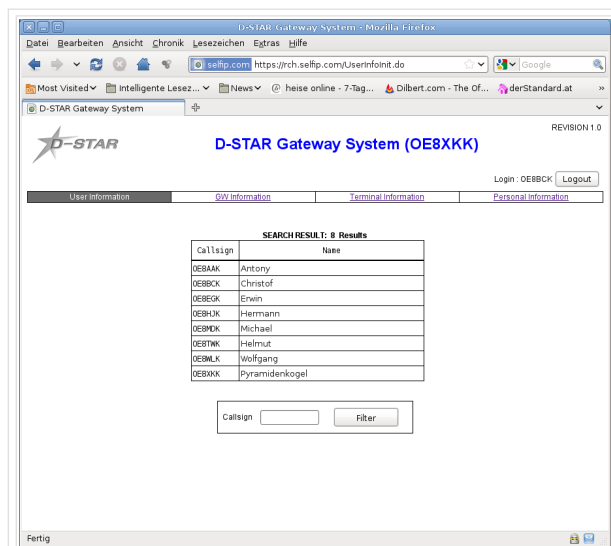 D-STAR Gateway System - Mozilla Firefox
Datei Bearbeiten Ansicht Chronik Lesezeichen Extras Hilfe
selfip.com https://rch.selfip.com/UserInfoInit.do
Google
Most Visited Intelligente Lesez... News heise online - 7-Tag... Dilbert.com - The Of... derStandard.at »
D-STAR Gateway System
REVISION 1.0
D-STAR
D-STAR Gateway System (OE8XKK)
Login : OE8BCK Logout
User Information GW Information Terminal Information Personal Information
SEARCH RESULT: 8 Results
Callsign Name
OE8AAK Antony
OE8BCK Christof
OE8EGK Erwin
OE8HJK Hermann
OE8MDK Michael
OE8TWK Helmut
OE8WLK Wolfgang
OE8XKK Pyramidenkogel
Callsign Filter
Fertig